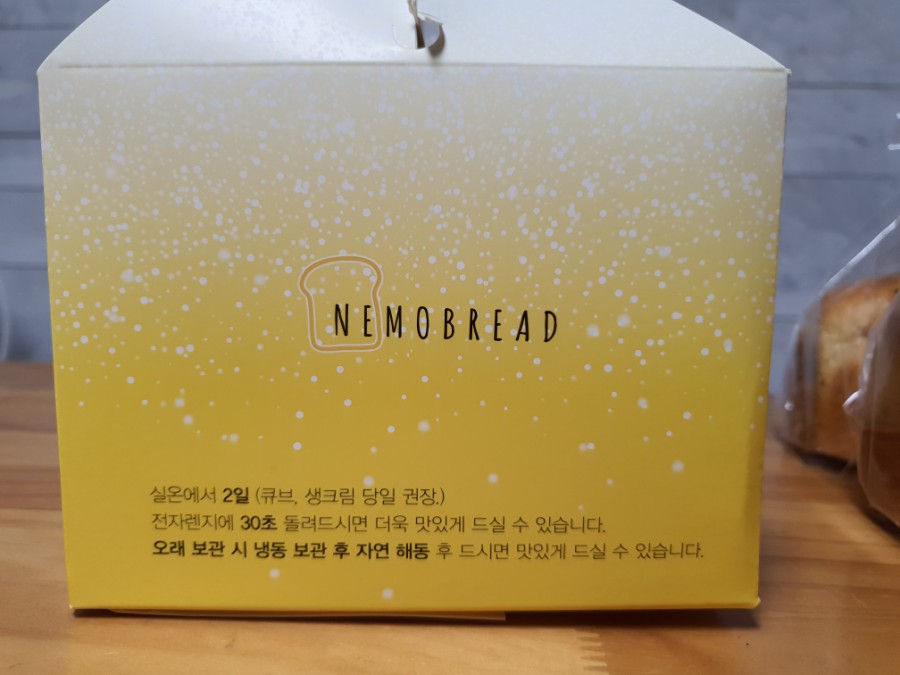 NEMOBREAD
실온에서 2일 (큐브, 생크림 당일 권장.)
전자렌지에 30초 돌려드시면 더욱 맛있게 드실 수 있습니다.
오래 보관 시 냉동 보관 후 자연 해동 후 드시면 맛있게 드실 수 있습니다.